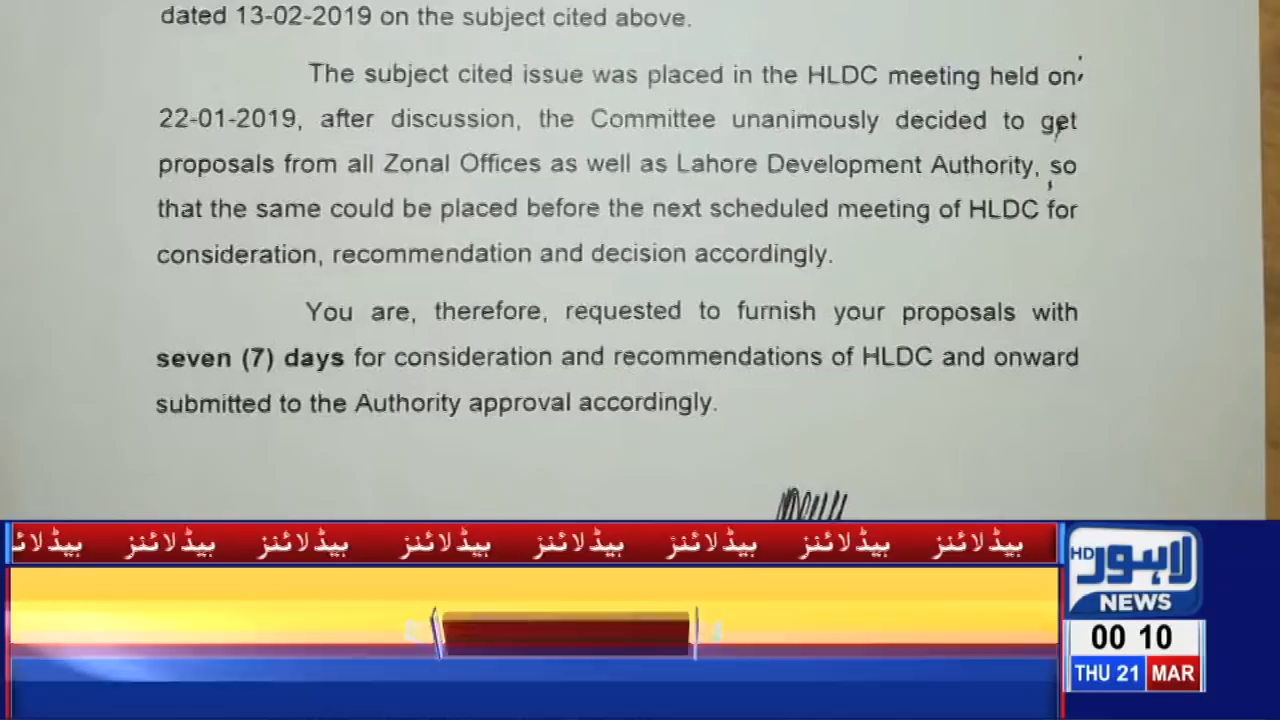 dated 13-02-2019 on the subject cited above.
The subject cited issue was placed in the HLDC meeting held on
22-01-2019, after discussion, the Committee unanimously decided to get
proposals from all Zonal Offices as well as Lahore Development Authority, so
that the same could be placed before the next scheduled meeting of HLDC for
consideration, recommendation and decision accordingly.
You are, therefore, requested to furnish your proposals with
seven (7) days for consideration and recommendations of HLDC and onward
submitted to the Authority approval accordingly.
ہیڈلائنز ہیڈلائنز ہیڈلائنز ہیڈلائنز ہیڈلائنز ہیڈلائنز ہیڈلائنز ہیڈلائنز
HD لاہور
NEWS
00 10
THU 21 MAR